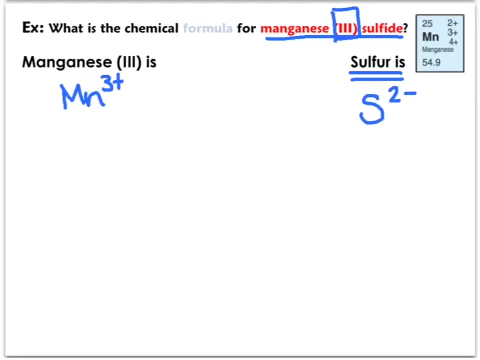 Ex: What is the chemical formula for manganese (III) sulfide?
25 2+
Mn 3+
4+
Manganese
54.9
Manganese (III) is
Sulfur is
Mn3+
S2-